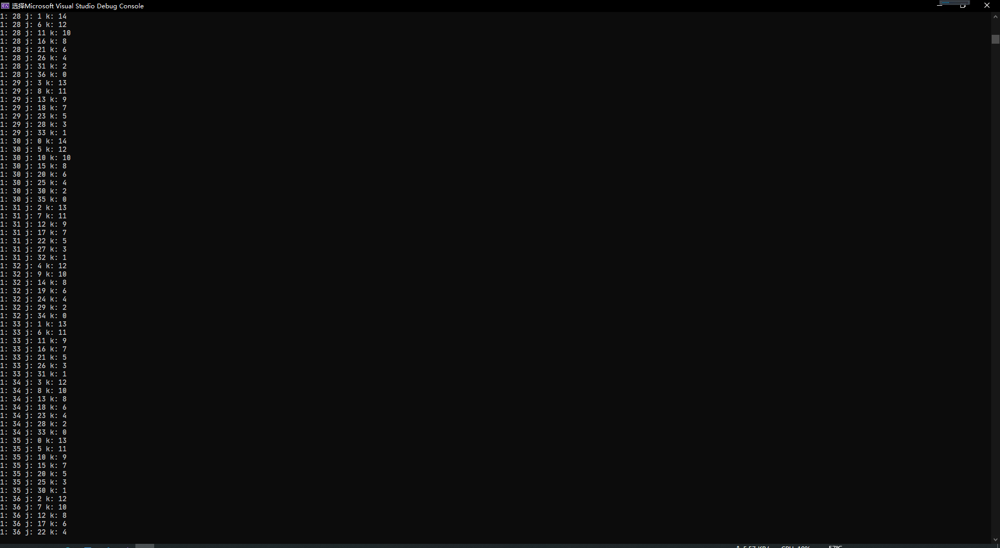 选择Microsoft Visual Studio Debug Console
1: 28 j: 1 k: 14
1: 28 j: 6 k: 12
1: 28 j: 11 k: 10
1: 28 j: 16 k: 8
1: 28 j: 21 k: 6
1: 28 j: 26 k: 4
1: 28 j: 31 k: 2
1: 28 j: 36 k: 0
1: 29 j: 3 k: 13
1: 29 j: 8 k: 11
1: 29 j: 13 k: 9
1: 29 j: 18 k: 7
1: 29 j: 23 k: 5
1: 29 j: 28 k: 3
1: 29 j: 33 k: 1
1: 30 j: 0 k: 14
1: 30 j: 5 k: 12
1: 30 j: 10 k: 10
1: 30 j: 15 k: 8
1: 30 j: 20 k: 6
1: 30 j: 25 k: 4
1: 30 j: 30 k: 2
1: 30 j: 35 k: 0
1: 31 j: 2 k: 13
1: 31 j: 7 k: 11
1: 31 j: 12 k: 9
1: 31 j: 17 k: 7
1: 31 j: 22 k: 5
1: 31 j: 27 k: 3
1: 31 j: 32 k: 1
1: 32 j: 4 k: 12
1: 32 j: 9 k: 10
1: 32 j: 14 k: 8
1: 32 j: 19 k: 6
1: 32 j: 24 k: 4
1: 32 j: 29 k: 2
1: 32 j: 34 k: 0
1: 33 j: 1 k: 13
1: 33 j: 6 k: 11
1: 33 j: 11 k: 9
1: 33 j: 16 k: 7
1: 33 j: 21 k: 5
1: 33 j: 26 k: 3
1: 33 j: 31 k: 1
1: 34 j: 3 k: 12
1: 34 j: 8 k: 10
1: 34 j: 13 k: 8
1: 34 j: 18 k: 6
1: 34 j: 23 k: 4
1: 34 j: 28 k: 2
1: 34 j: 33 k: 0
1: 35 j: 0 k: 13
1: 35 j: 5 k: 11
1: 35 j: 10 k: 9
1: 35 j: 15 k: 7
1: 35 j: 20 k: 5
1: 35 j: 25 k: 3
1: 35 j: 30 k: 1
1: 36 j: 2 k: 12
1: 36 j: 7 k: 10
1: 36 j: 12 k: 8
1: 36 j: 17 k: 6
1: 36 j: 22 k: 4